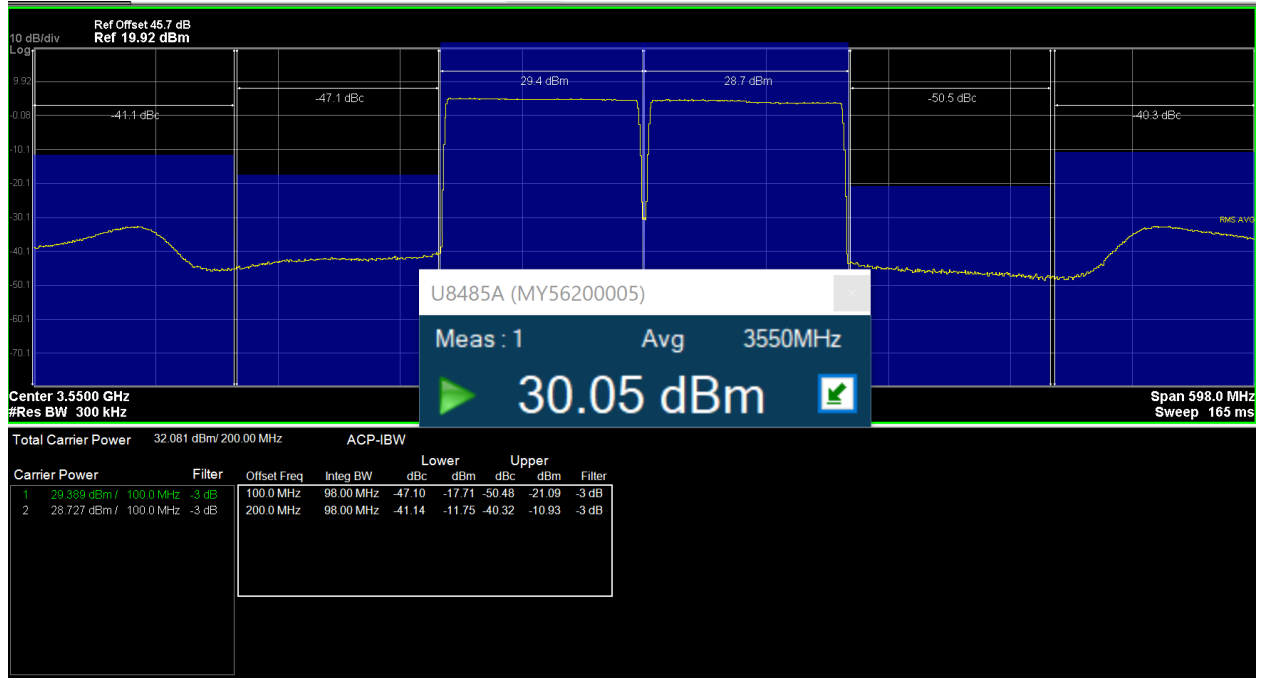 Ref Offset 45.7 dB
10 dB/div Ref 19.92 dBm
Log
9.92 29.4 dBm 28.7 dBm
-47.1 dBc -50.5 dBc
-0.08 -41.1 dBc -40.3 dBc
-10.1
-20.1
-30.1 RMS AVG
-40.1
-50.1
-60.1
-70.1
U8485A (MY56200005)
Meas : 1 Avg 3550MHz
30.05 dBm
Center 3.5500 GHz Span 598.0 MHz
#Res BW 300 kHz Sweep 165 ms
Total Carrier Power 32.081 dBm/ 200.00 MHz ACP-IBW
Lower Upper
Carrier Power Filter Offset Freq Integ BW dBc dBm dBc dBm Filter
1 29.389 dBm / 100.0 MHz -3 dB 100.0 MHz 98.00 MHz -47.10 -17.71 -50.48 -21.09 -3 dB
2 28.727 dBm / 100.0 MHz -3 dB 200.0 MHz 98.00 MHz -41.14 -11.75 -40.32 -10.93 -3 dB